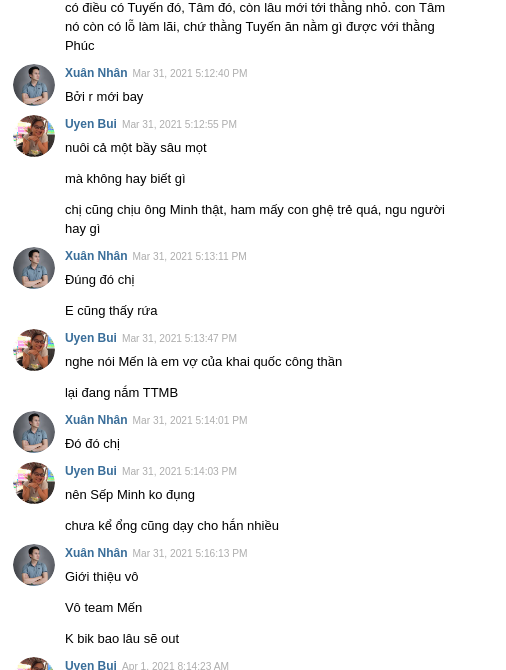 có điều có Tuyến đó, Tâm đó, còn lâu mới tới thằng nhỏ. con Tâm
nó còn có lỗ làm lãi, chứ thằng Tuyến ăn nằm gì được với thằng
Phúc
Xuân Nhân Mar 31, 2021 5:12:40 PM
Bởi r mới bay
Uyen Bui Mar 31, 2021 5:12:55 PM
nuôi cả một bầy sâu mọt
mà không hay biết gì
chị cũng chịu ông Minh thật, ham mấy con ghệ trẻ quá, ngu người
hay gì
Xuân Nhân Mar 31, 2021 5:13:11 PM
Đúng đó chị
E cũng thấy rứa
Uyen Bui Mar 31, 2021 5:13:47 PM
nghe nói Mến là em vợ của khai quốc công thần
lại đang nắm TTMB
Xuân Nhân Mar 31, 2021 5:14:01 PM
Đó đó chị
Uyen Bui Mar 31, 2021 5:14:03 PM
nên Sếp Minh ko đụng
chưa kể ổng cũng dạy cho hắn nhiều
Xuân Nhân Mar 31, 2021 5:16:13 PM
Giới thiệu vô
Vô team Mến
K bik bao lâu sẽ out
Uyen Bui Apr 1, 2021 8:14:23 AM